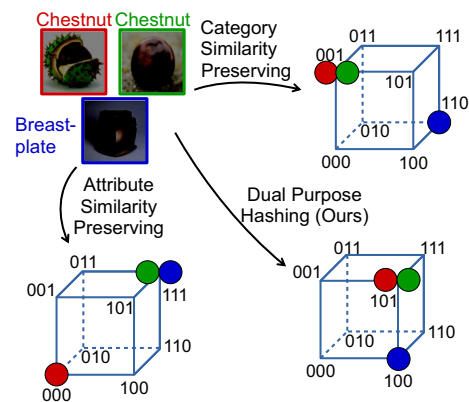 Chestnut Chestnut
Category
Similarity
Preserving
Breast-
plate
011
111
001
101
110
010
000
100
Attribute
Similarity
Preserving
Dual Purpose
Hashing (Ours)
011
001
101
111
010
110
000
100
011
111
001
101
010
110
000
100